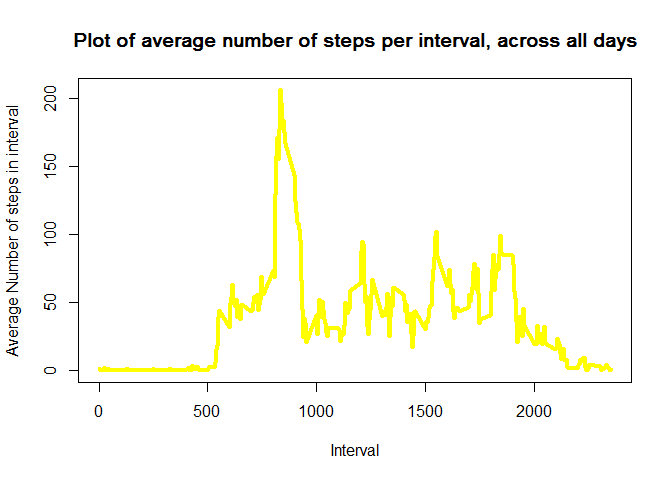 Plot of average number of steps per interval, across all days
Average Number of steps in interval
200
150
100
50
0
0 500 1000 1500 2000
Interval